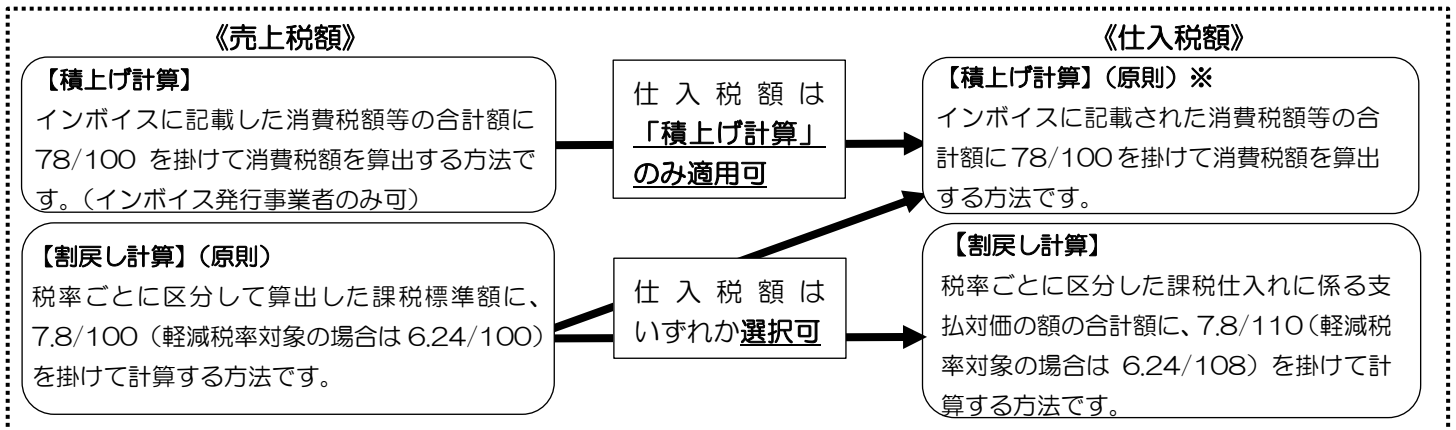 《売上税額》
【積上げ計算】
インボイスに記載した消費税額等の合計額に
78/100 を掛けて消費税額を算出する方法で
す。（インボイス発行事業者のみ可）
【割戻し計算】（原則）
税率ごとに区分して算出した課税標準額に、
7.8/100（軽減税率対象の場合は 6.24/100）
を掛けて計算する方法です。
仕入税額は
「積上げ計算」
のみ適用可
仕入税額は
いずれか選択可
《仕入税額》
【積上げ計算】（原則）※
インボイスに記載された消費税額等の合
計額に 78/100 を掛けて消費税額を算出
する方法です。
【割戻し計算】
税率ごとに区分した課税仕入れに係る支
払対価の額の合計額に、7.8/110（軽減税
率対象の場合は 6.24/108）を掛けて計
算する方法です。